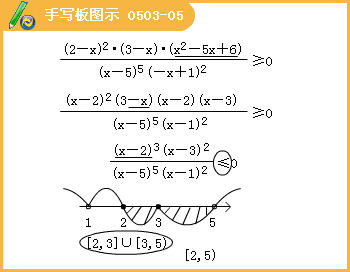 手写板图示 0503-05
(2-x)²·(3-x)·(x²-5x+6)
(x-5)⁵(-x+1)² ≥0
(x-2)²(3-x)(x-2)(x-3)
(x-5)⁵(x-1)² ≥0
(x-2)³(x-3)²
(x-5)⁵(x-1)² ≤0
1 2 3 5
[2,3]∪[3,5)
[2,5)